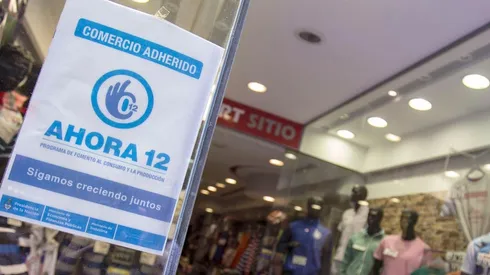 COMERCIO ADHERIDO
12
AHORA 12
PROGRAMA DE FOMENTO AL CONSUMO Y A LA PRODUCCIÓN
Sigamos creciendo juntos
RT SITIO